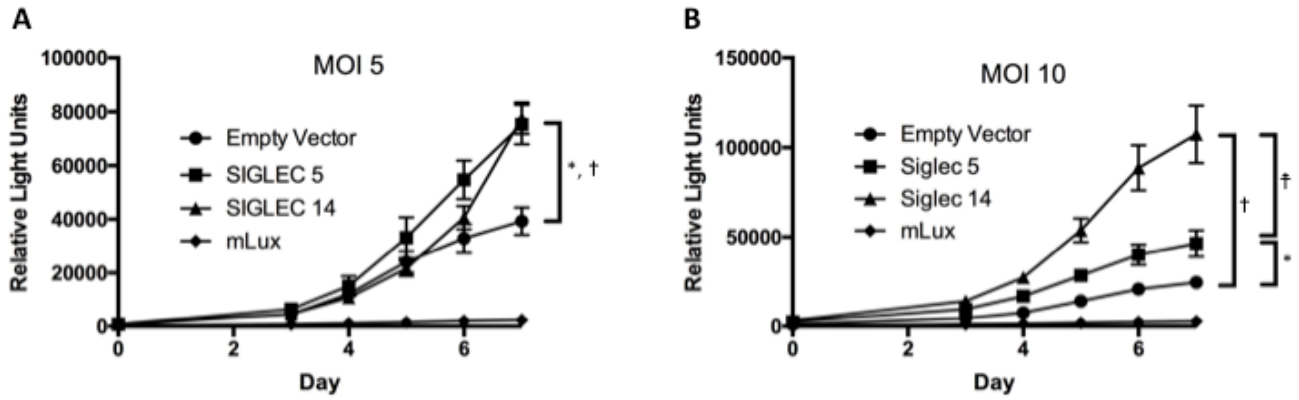 A
MOI 5
Relative Light Units
100000
80000
60000
40000
20000
0
Empty Vector
SIGLEC 5
SIGLEC 14
mLux
*, †
0
2
4
6
Day
B
MOI 10
Relative Light Units
150000
100000
50000
0
Empty Vector
Siglec 5
Siglec 14
mLux
†
‡
*
0
2
4
6
Day